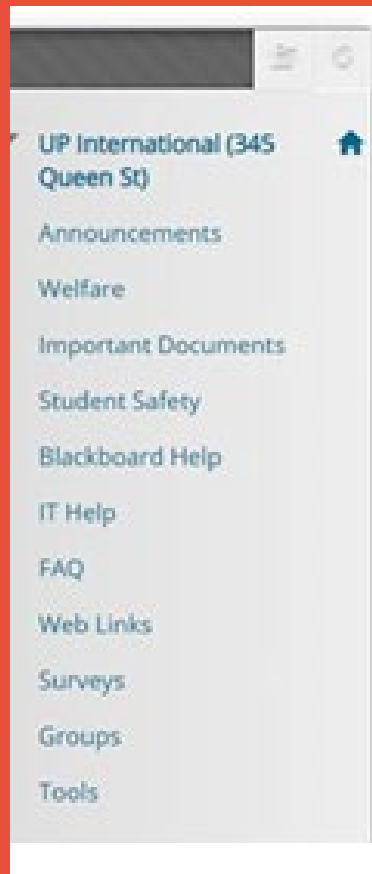 UP International (345
Queen St)
Announcements
Welfare
Important Documents
Student Safety
Blackboard Help
IT Help
FAQ
Web Links
Surveys
Groups
Tools